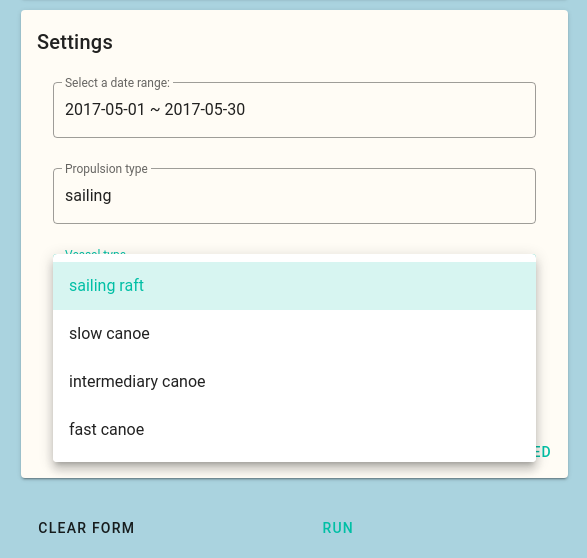 Settings
Select a date range:
2017-05-01 ~ 2017-05-30
Propulsion type
sailing
Vessel type
sailing raft
slow canoe
intermediary canoe
fast canoe
ED
CLEAR FORM
RUN